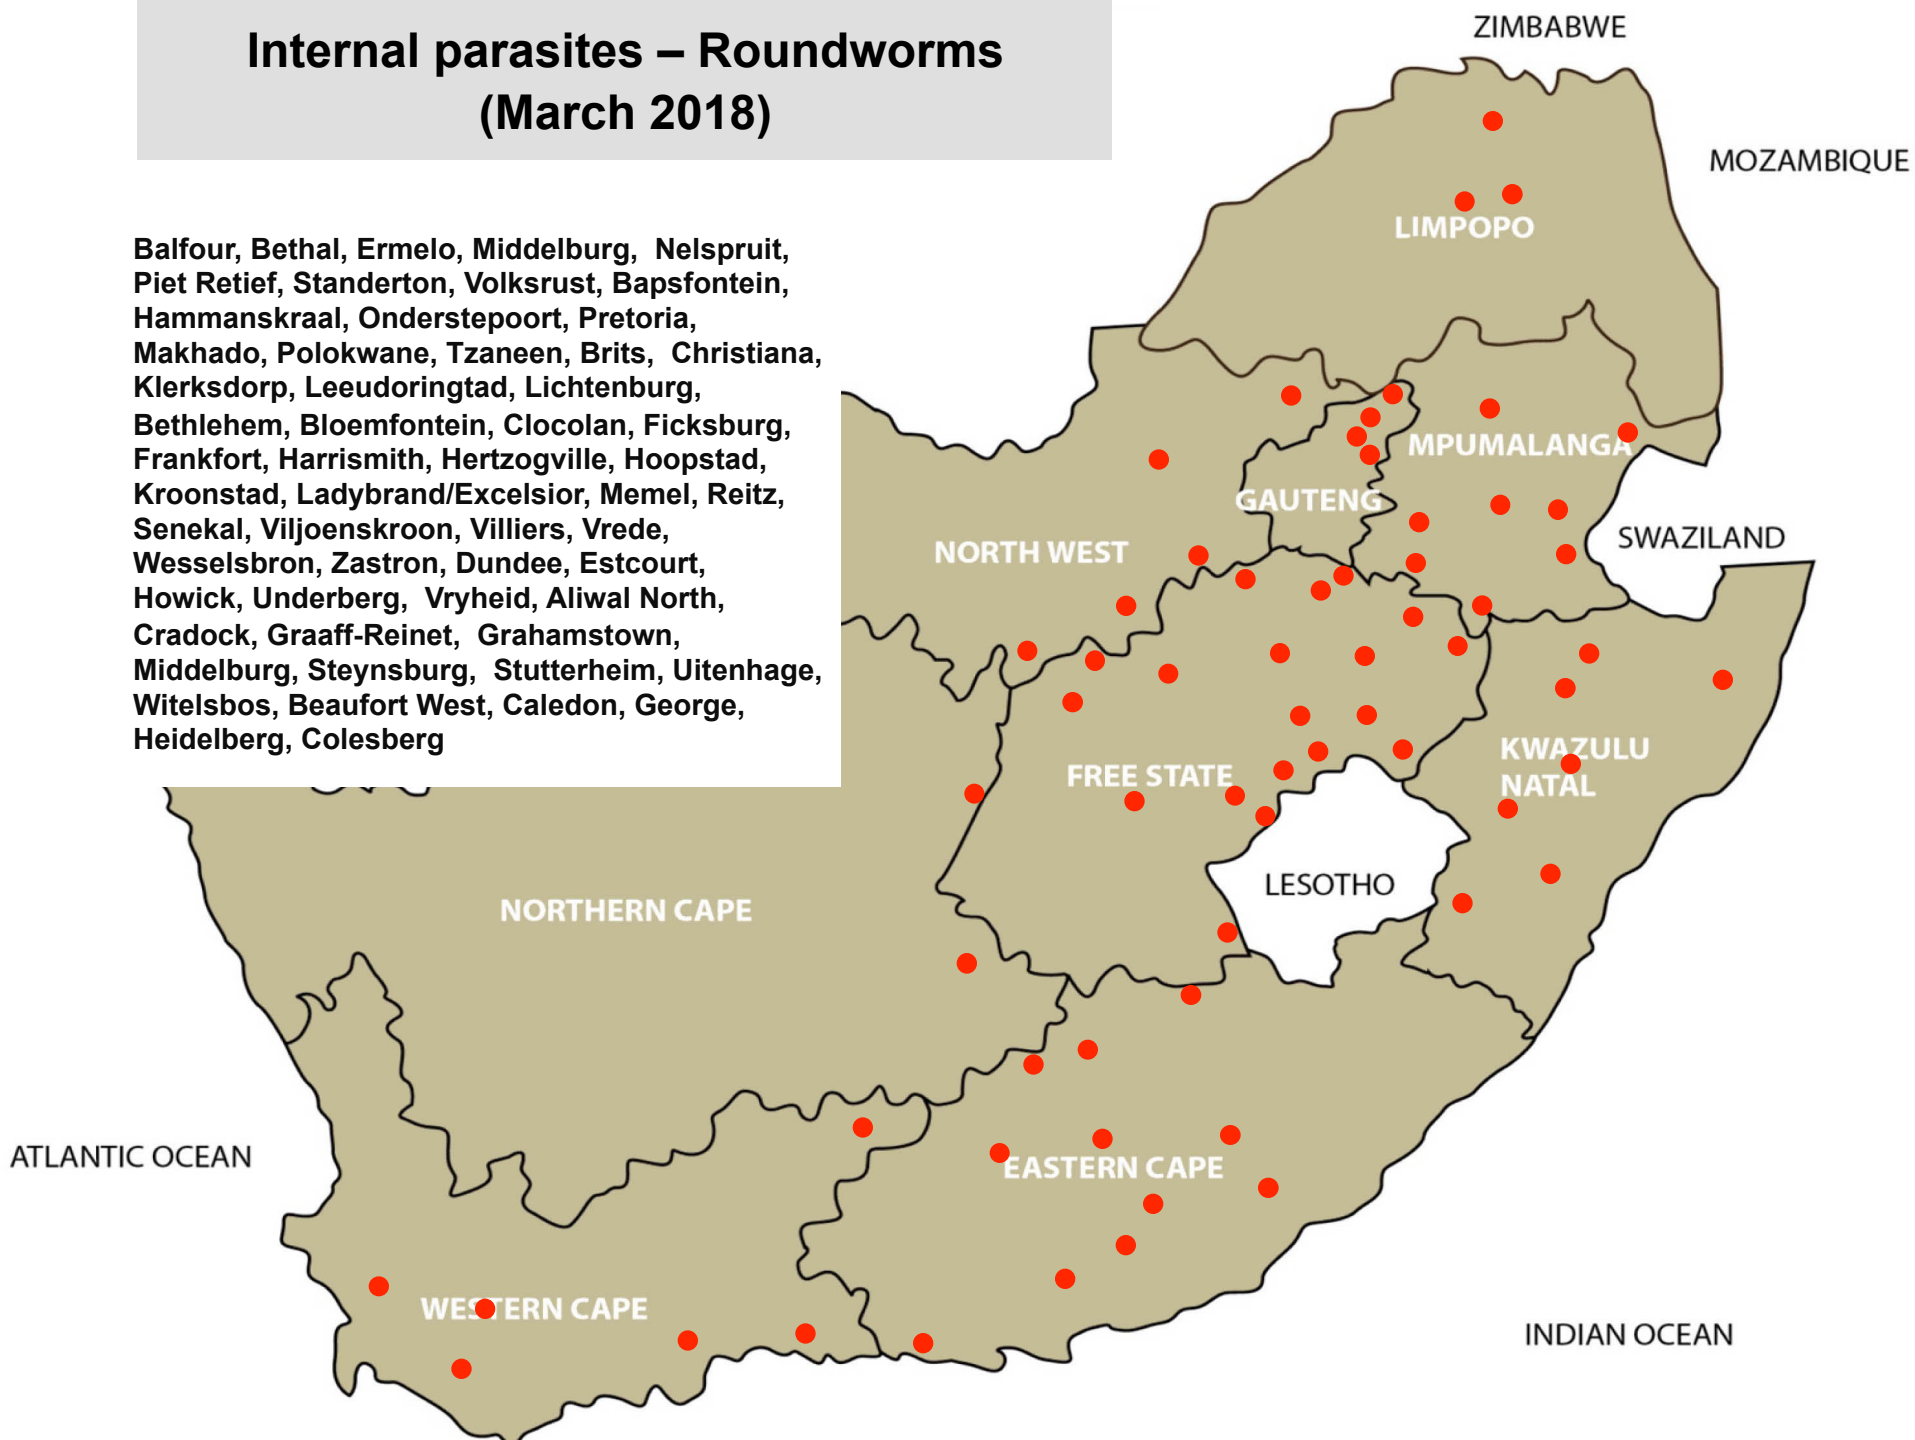 Internal parasites – Roundworms
(March 2018)
ZIMBABWE
MOZAMBIQUE
LIMPOPO
Balfour, Bethal, Ermelo, Middelburg,  Nelspruit,
Piet Retief, Standerton, Volksrust, Bapsfontein,
Hammanskraal, Onderstepoort, Pretoria,
Makhado, Polokwane, Tzaneen, Brits,  Christiana,
Klerksdorp, Leeudoringtad, Lichtenburg,
Bethlehem, Bloemfontein, Clocolan, Ficksburg,
Frankfort, Harrismith, Hertzogville, Hoopstad,
Kroonstad, Ladybrand/Excelsior, Memel, Reitz,
Senekal, Viljoenskroon, Villiers, Vrede,
Wesselsbron, Zastron, Dundee, Estcourt,
Howick, Underberg,  Vryheid, Aliwal North,
Cradock, Graaff-Reinet,  Grahamstown,
Middelburg, Steynsburg,  Stutterheim, Uitenhage,
Witelsbos, Beaufort West, Caledon, George,
Heidelberg, Colesberg
MPUMALANGA
GAUTENG
SWAZILAND
NORTH WEST
KWAZULU
NATAL
FREE STATE
LESOTHO
NORTHERN CAPE
ATLANTIC OCEAN
EASTERN CAPE
WESTERN CAPE
INDIAN OCEAN